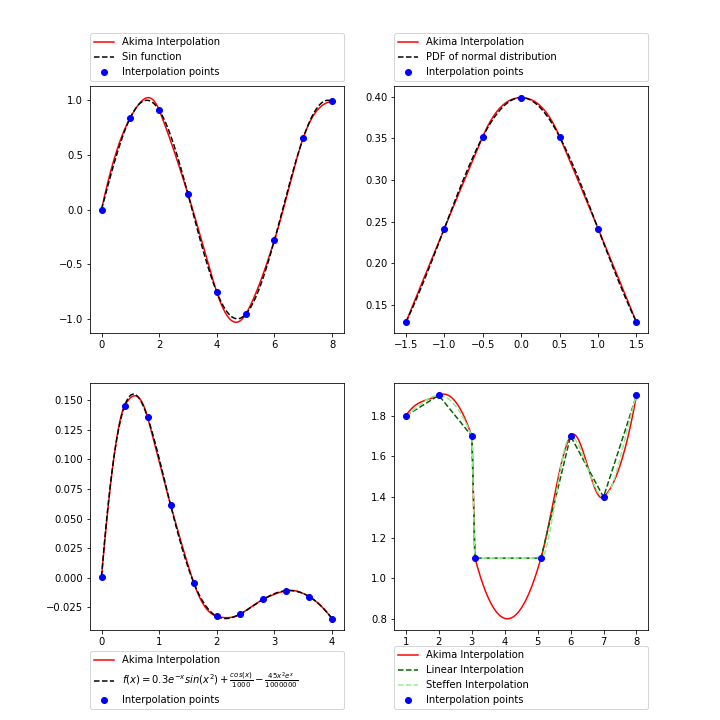 Akima Interpolation
Sin function
Interpolation points
1.0
0.5
0.0
−0.5
−1.0
0 2 4 6 8
Akima Interpolation
PDF of normal distribution
Interpolation points
0.40
0.35
0.30
0.25
0.20
0.15
−1.5 −1.0 −0.5 0.0 0.5 1.0 1.5
0.150
0.125
0.100
0.075
0.050
0.025
0.000
−0.025
0 1 2 3 4
Akima Interpolation
f(x) = 0.3e^{-x}sin(x^2) + \frac{cos(x)}{1000} − \frac{45x^2e^x}{1000000}
Interpolation points
1.8
1.6
1.4
1.2
1.0
0.8
1 2 3 4 5 6 7 8
Akima Interpolation
Linear Interpolation
Steffen Interpolation
Interpolation points